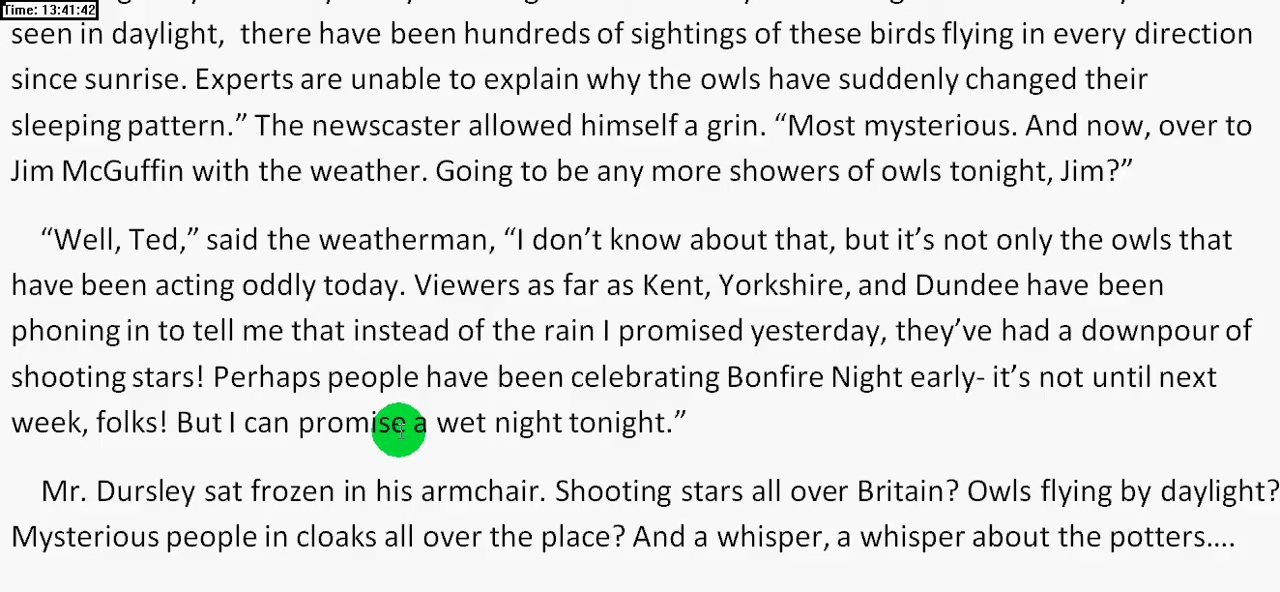 Time: 13:41:42
seen in daylight,  there have been hundreds of sightings of these birds flying in every direction
since sunrise. Experts are unable to explain why the owls have suddenly changed their
sleeping pattern.” The newscaster allowed himself a grin. “Most mysterious. And now, over to
Jim McGuffin with the weather. Going to be any more showers of owls tonight, Jim?”
“Well, Ted,” said the weatherman, “I don’t know about that, but it’s not only the owls that
have been acting oddly today. Viewers as far as Kent, Yorkshire, and Dundee have been
phoning in to tell me that instead of the rain I promised yesterday, they’ve had a downpour of
shooting stars! Perhaps people have been celebrating Bonfire Night early- it’s not until next
week, folks! But I can promise a wet night tonight.”
Mr. Dursley sat frozen in his armchair. Shooting stars all over Britain? Owls flying by daylight?
Mysterious people in cloaks all over the place? And a whisper, a whisper about the potters....